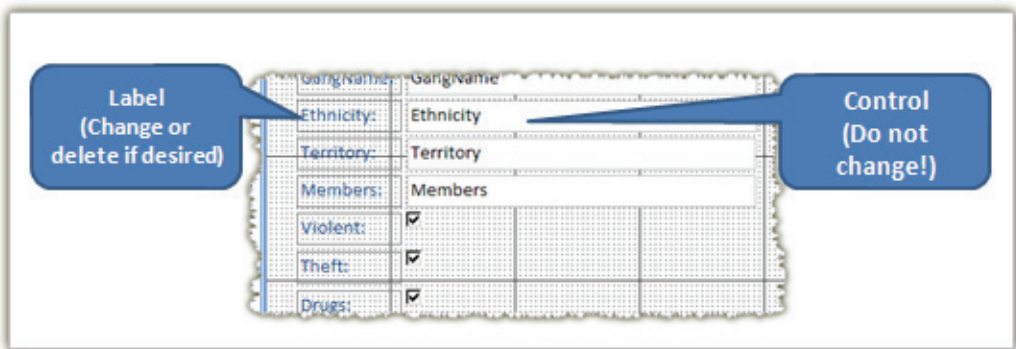 GangName: GangName
Label
(Change or
delete if desired)
Control
(Do not
change!)
Ethnicity: Ethnicity
Territory: Territory
Members: Members
Violent:
Theft:
Drugs: